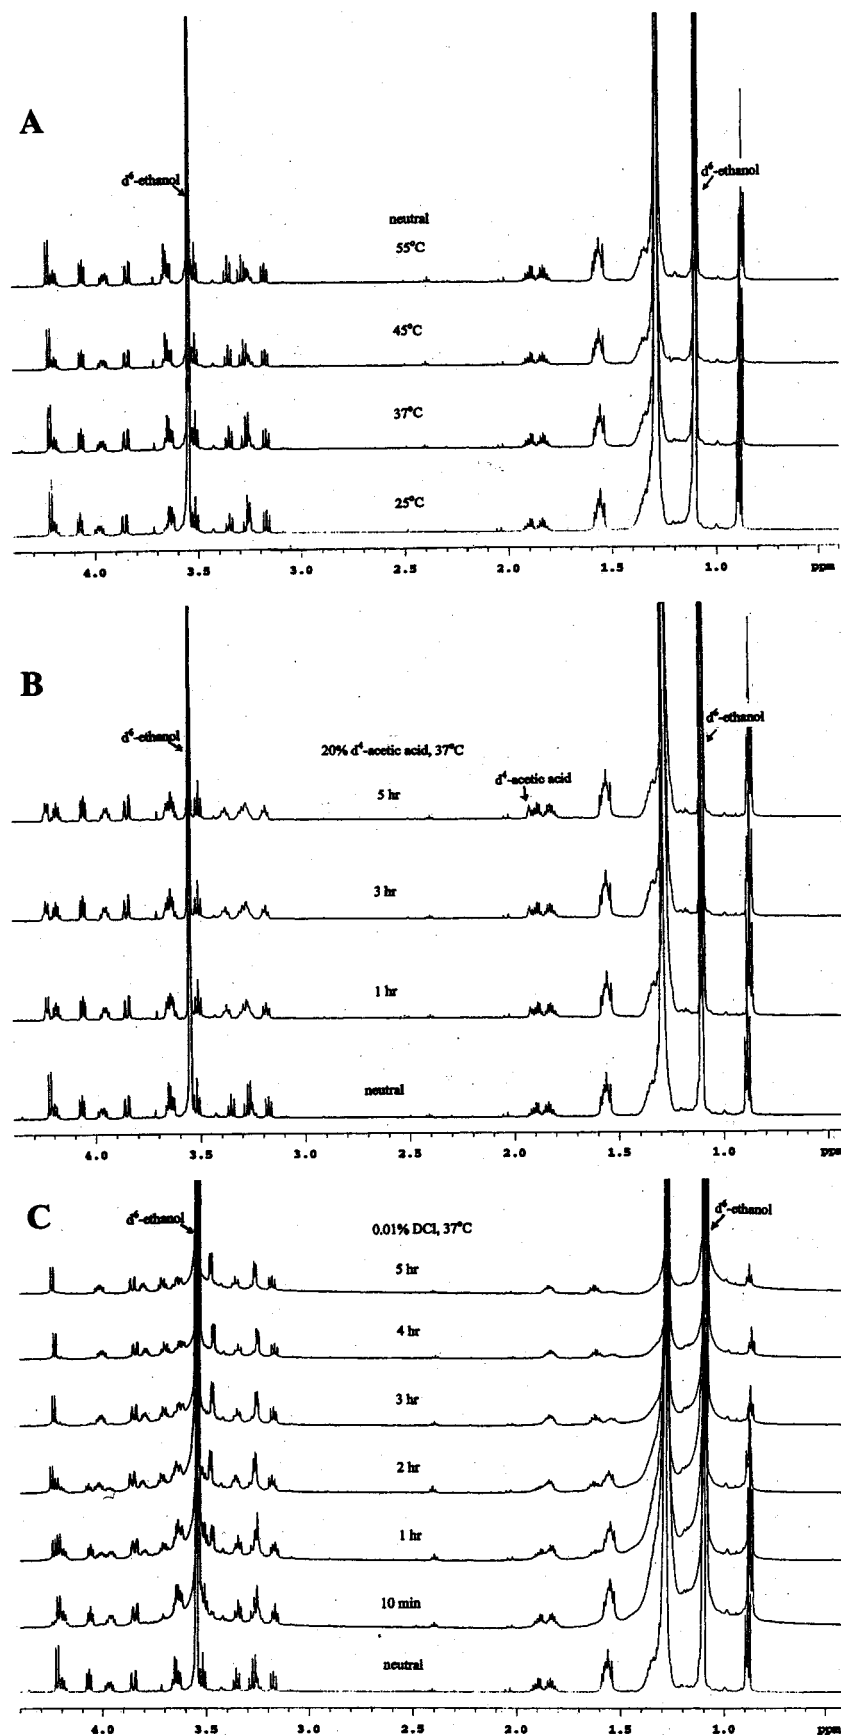 A
d⁶-ethanol
d⁶-ethanol
neutral
55°C
45°C
37°C
25°C
4.0 3.5 3.0 2.5 2.0 1.5 1.0 ppm
B
d⁶-ethanol
d⁶-ethanol
20% d⁴-acetic acid, 37°C
d⁴-acetic acid
5 hr
3 hr
1 hr
neutral
4.0 3.5 3.0 2.5 2.0 1.5 1.0 ppm
C
d⁶-ethanol
d⁶-ethanol
0.01% DCl, 37°C
5 hr
4 hr
3 hr
2 hr
1 hr
10 min
neutral
4.0 3.5 3.0 2.5 2.0 1.5 1.0 ppm